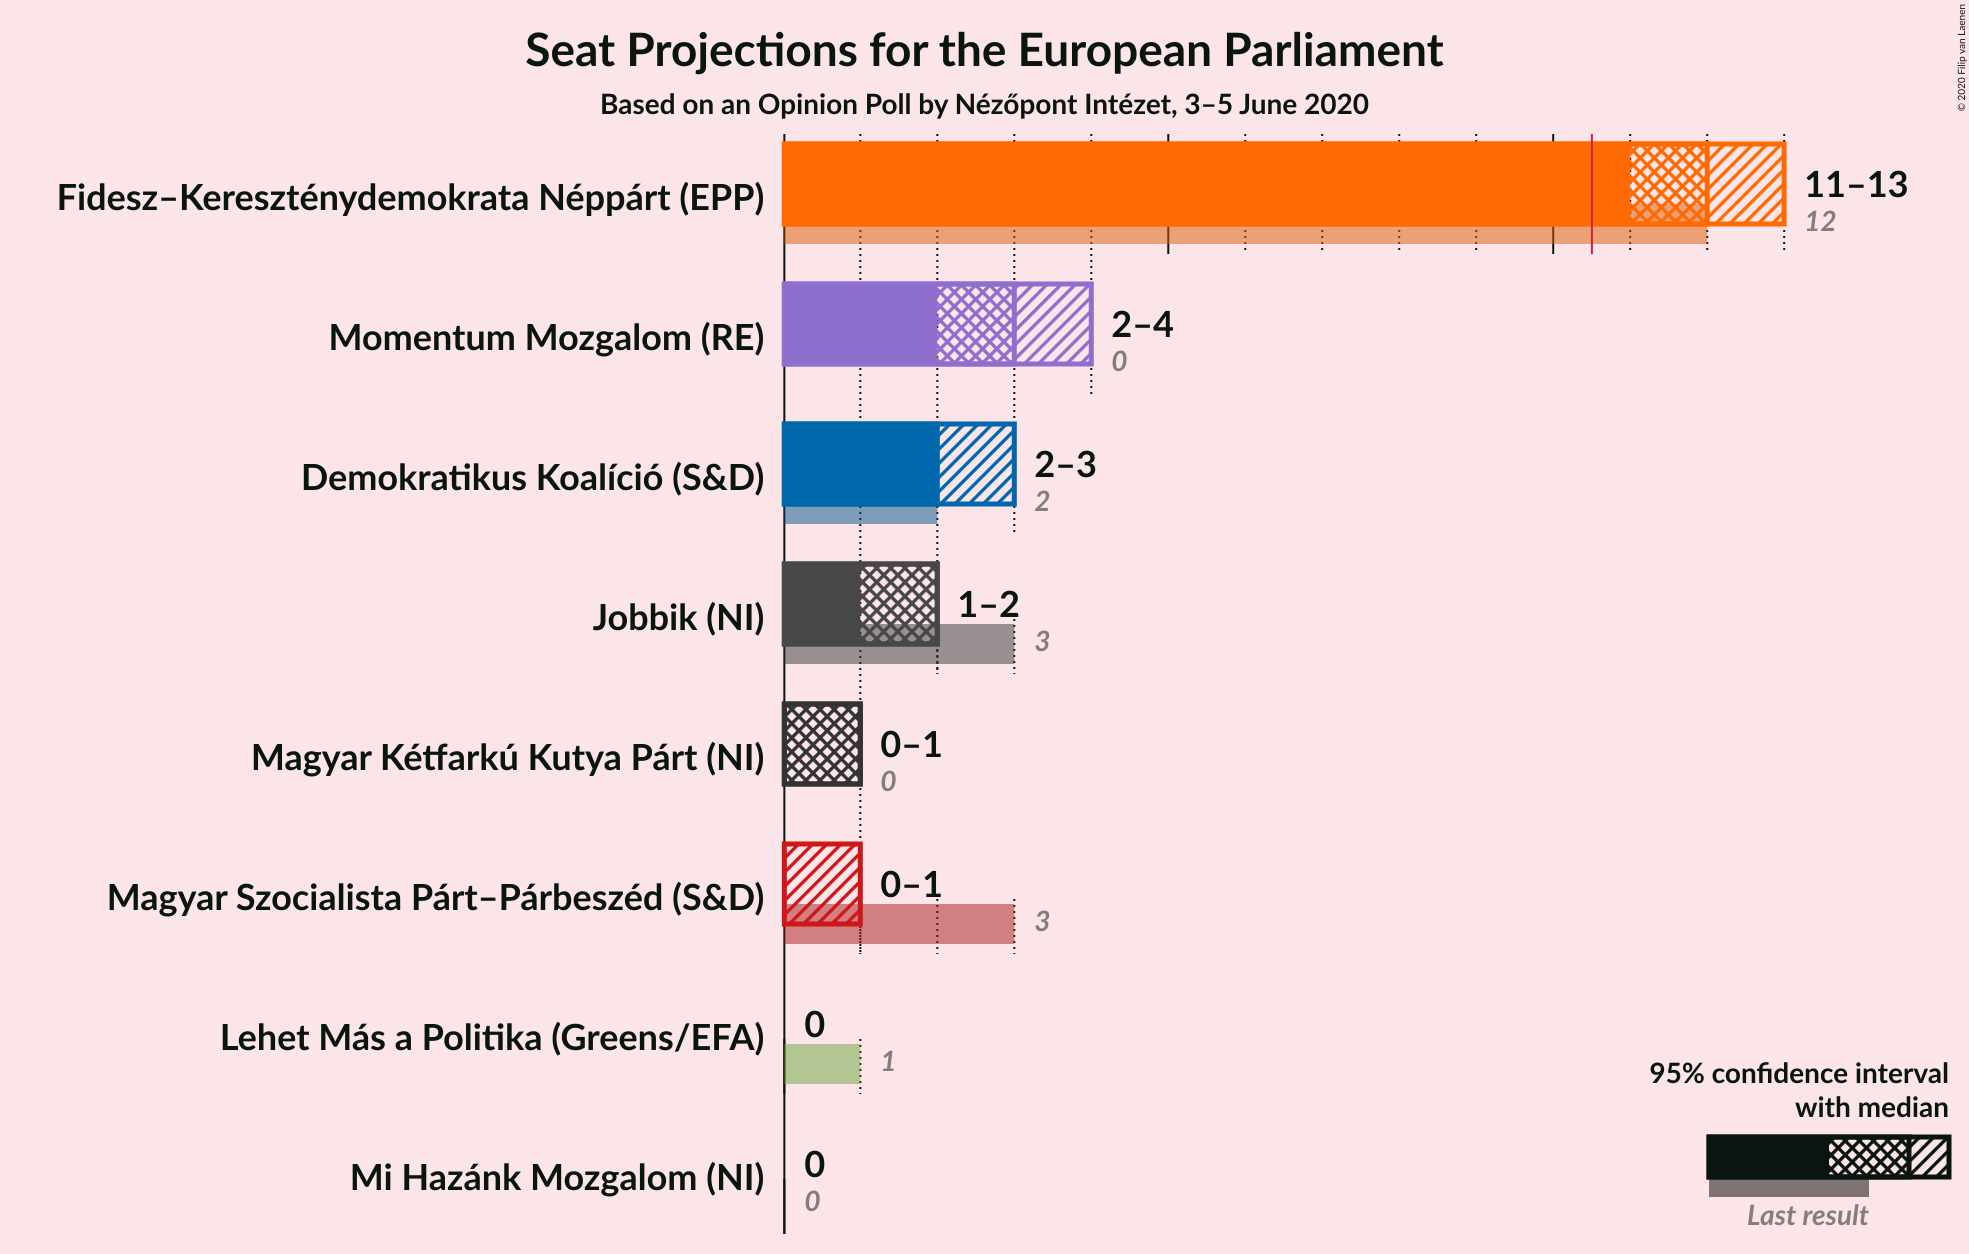 Seat Projections for the European Parliament
Based on an Opinion Poll by Nézőpont Intézet, 3–5 June 2020
© 2020 Filip van Laenen
Fidesz–Kereszténydemokrata Néppárt (EPP)
11–13
12
Momentum Mozgalom (RE)
2–4
0
Demokratikus Koalíció (S&D)
2–3
2
Jobbik (NI)
1–2
3
Magyar Kétfarkú Kutya Párt (NI)
0–1
0
Magyar Szocialista Párt–Párbeszéd (S&D)
0–1
3
Lehet Más a Politika (Greens/EFA)
0
1
Mi Hazánk Mozgalom (NI)
0
0
95% confidence interval
with median
Last result